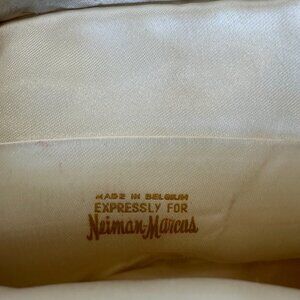 MADE IN BELGIUM
EXPRESSLY FOR
Neiman-Marcus